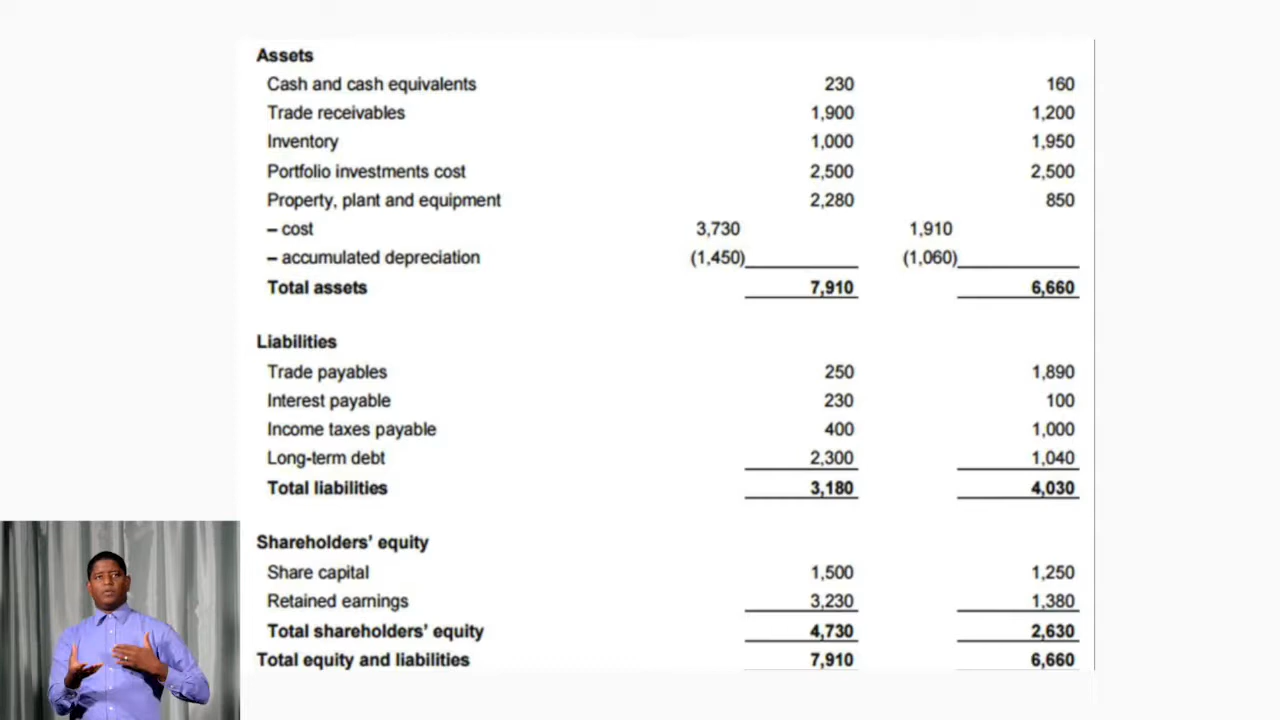 Assets
Cash and cash equivalents 230 160
Trade receivables 1,900 1,200
Inventory 1,000 1,950
Portfolio investments cost 2,500 2,500
Property, plant and equipment 2,280 850
– cost 3,730 1,910
– accumulated depreciation (1,450) (1,060)
Total assets 7,910 6,660
Liabilities
Trade payables 250 1,890
Interest payable 230 100
Income taxes payable 400 1,000
Long-term debt 2,300 1,040
Total liabilities 3,180 4,030
Shareholders’ equity
Share capital 1,500 1,250
Retained earnings 3,230 1,380
Total shareholders’ equity 4,730 2,630
Total equity and liabilities 7,910 6,660